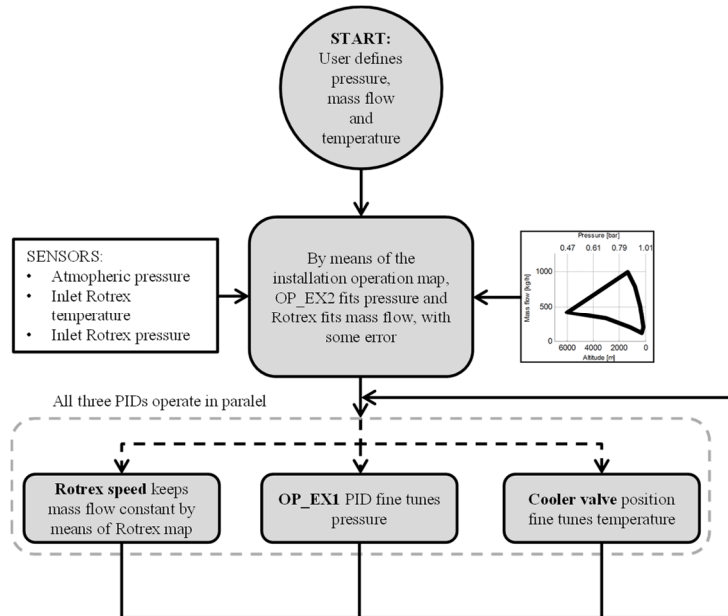 START:
User defines
pressure,
mass flow
and
temperature
SENSORS:
• Atmopheric pressure
• Inlet Rotrex
temperature
• Inlet Rotrex pressure
By means of the
installation operation map,
OP_EX2 fits pressure and
Rotrex fits mass flow, with
some error
Pressure [bar]
0.47 0.61 0.79 1.01
Mass flow [kg/h]
1000
500
0
6000 4000 2000 0
Altitude [m]
All three PIDs operate in paralel
Rotrex speed keeps
mass flow constant by
means of Rotrex map
OP_EX1 PID fine tunes
pressure
Cooler valve position
fine tunes temperature